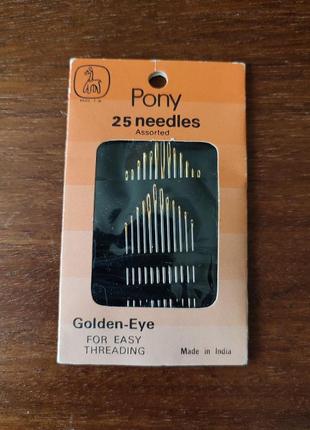 Pony
25 needles
Assorted
Golden-Eye
FOR EASY
THREADING
Made in India